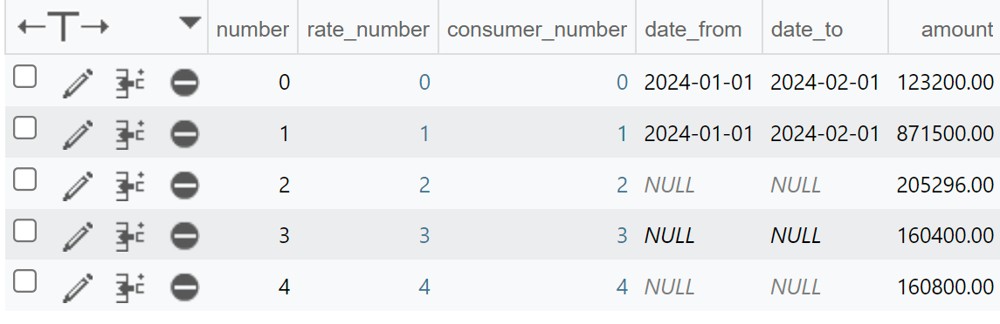 number rate_number consumer_number date_from date_to amount
0 0 0 2024-01-01 2024-02-01 123200.00
1 1 1 2024-01-01 2024-02-01 871500.00
2 2 2 NULL NULL 205296.00
3 3 3 NULL NULL 160400.00
4 4 4 NULL NULL 160800.00